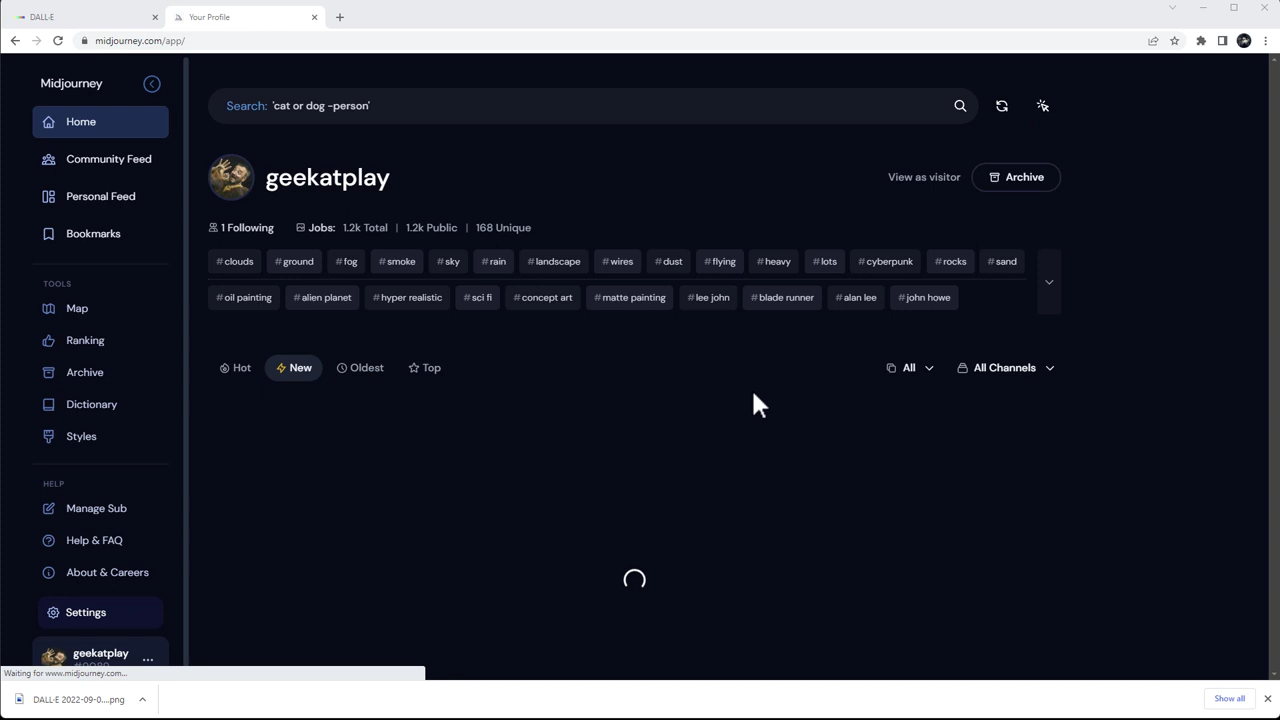 DALL·E
Your Profile
midjourney.com/app/
Midjourney
Home
Community Feed
Personal Feed
Bookmarks
TOOLS
Map
Ranking
Archive
Dictionary
Styles
HELP
Manage Sub
Help & FAQ
About & Careers
Settings
geekatplay
Search: 'cat or dog -person'
geekatplay
View as visitor Archive
1 Following Jobs: 1.2k Total | 1.2k Public | 168 Unique
#clouds #ground #fog #smoke #sky #rain #landscape #wires #dust #flying #heavy #lots #cyberpunk #rocks #sand
#oil painting #alien planet #hyper realistic #sci fi #concept art #matte painting #lee john #blade runner #alan lee #john howe
Hot New Oldest Top All All Channels
Waiting for www.midjourney.com...
DALL·E 2022-09-0....png Show all